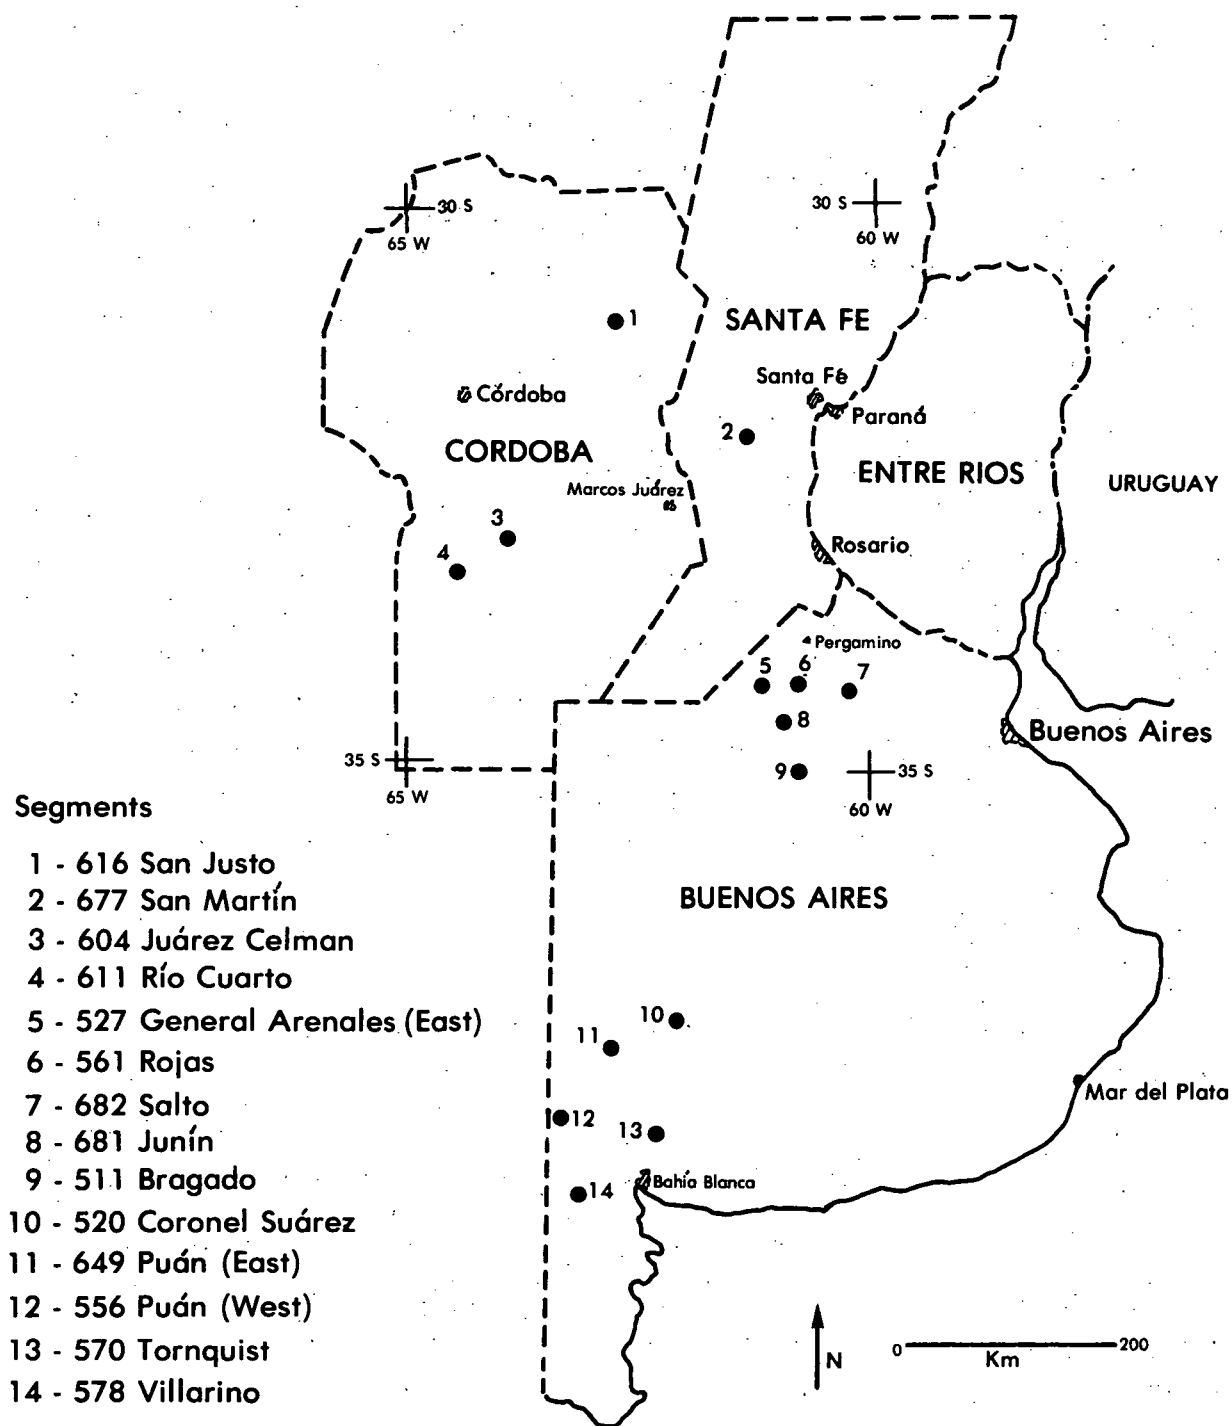 30 S
65 W
30 S
60 W
1
SANTA FE
Santa Fé
Córdoba
Paraná
2
CORDOBA
ENTRE RIOS
URUGUAY
Marcos Juárez
3
Rosario
4
Pergamino
5
6
7
8
Buenos Aires
35 S
65 W
9
35 S
60 W
BUENOS AIRES
10
11
12
13
Mar del Plata
Bahía Blanca
14
Segments
1 - 616 San Justo
2 - 677 San Martín
3 - 604 Juárez Celman
4 - 611 Río Cuarto
5 - 527 General Arenales (East)
6 - 561 Rojas
7 - 682 Salto
8 - 681 Junín
9 - 511 Bragado
10 - 520 Coronel Suárez
11 - 649 Puán (East)
12 - 556 Puán (West)
13 - 570 Tornquist
14 - 578 Villarino
N
0
200
Km